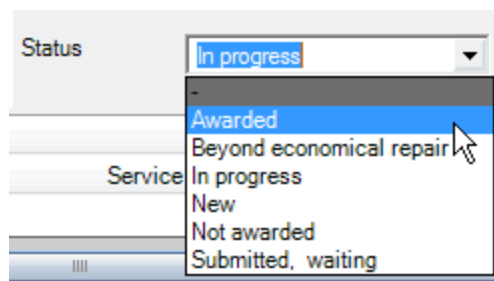 Status
In progress
-
Awarded
Beyond economical repair
Service
In progress
New
Not awarded
Submitted,  waiting